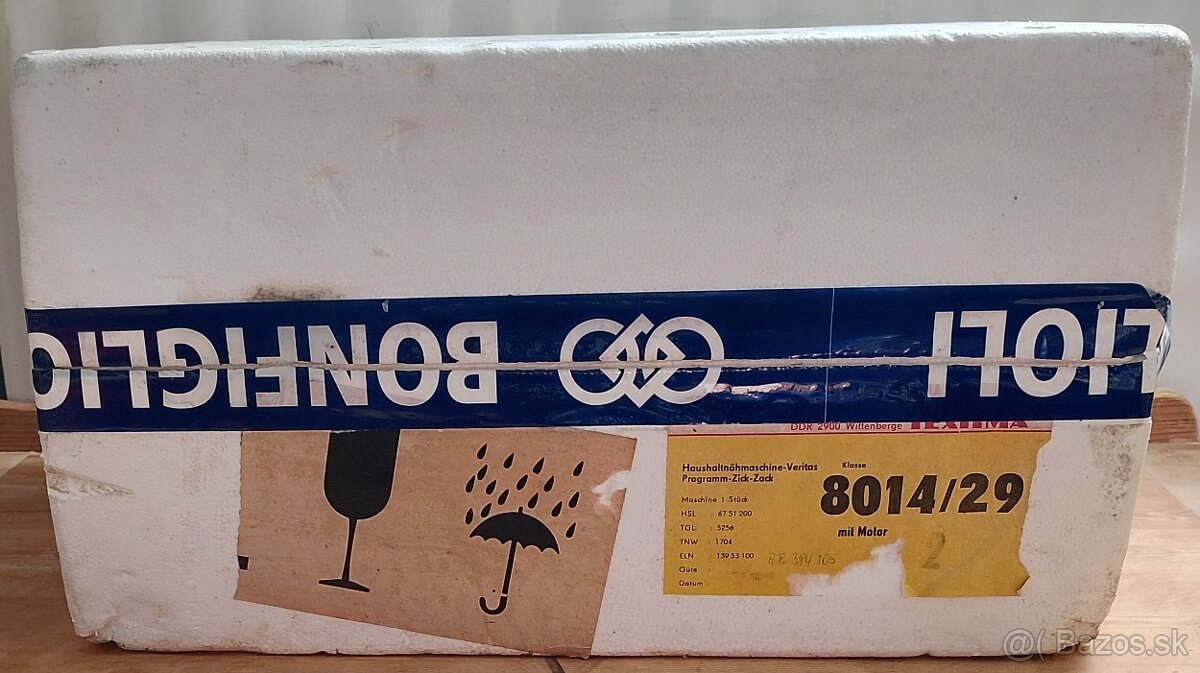 BONFIGLIO
LIOLI
DDR 2900 Wittenberge TEXTIMA
Haushaltnähmaschine-Veritas
Programm-Zick-Zack
Klasse
8014/29
mit Motor
Maschine 1 Stück
HSL : 67 51 200
TGL : 5256
TNW : 1704
ELN : 139 53 100
Güte :
Datum :
2
@( Bazos.sk